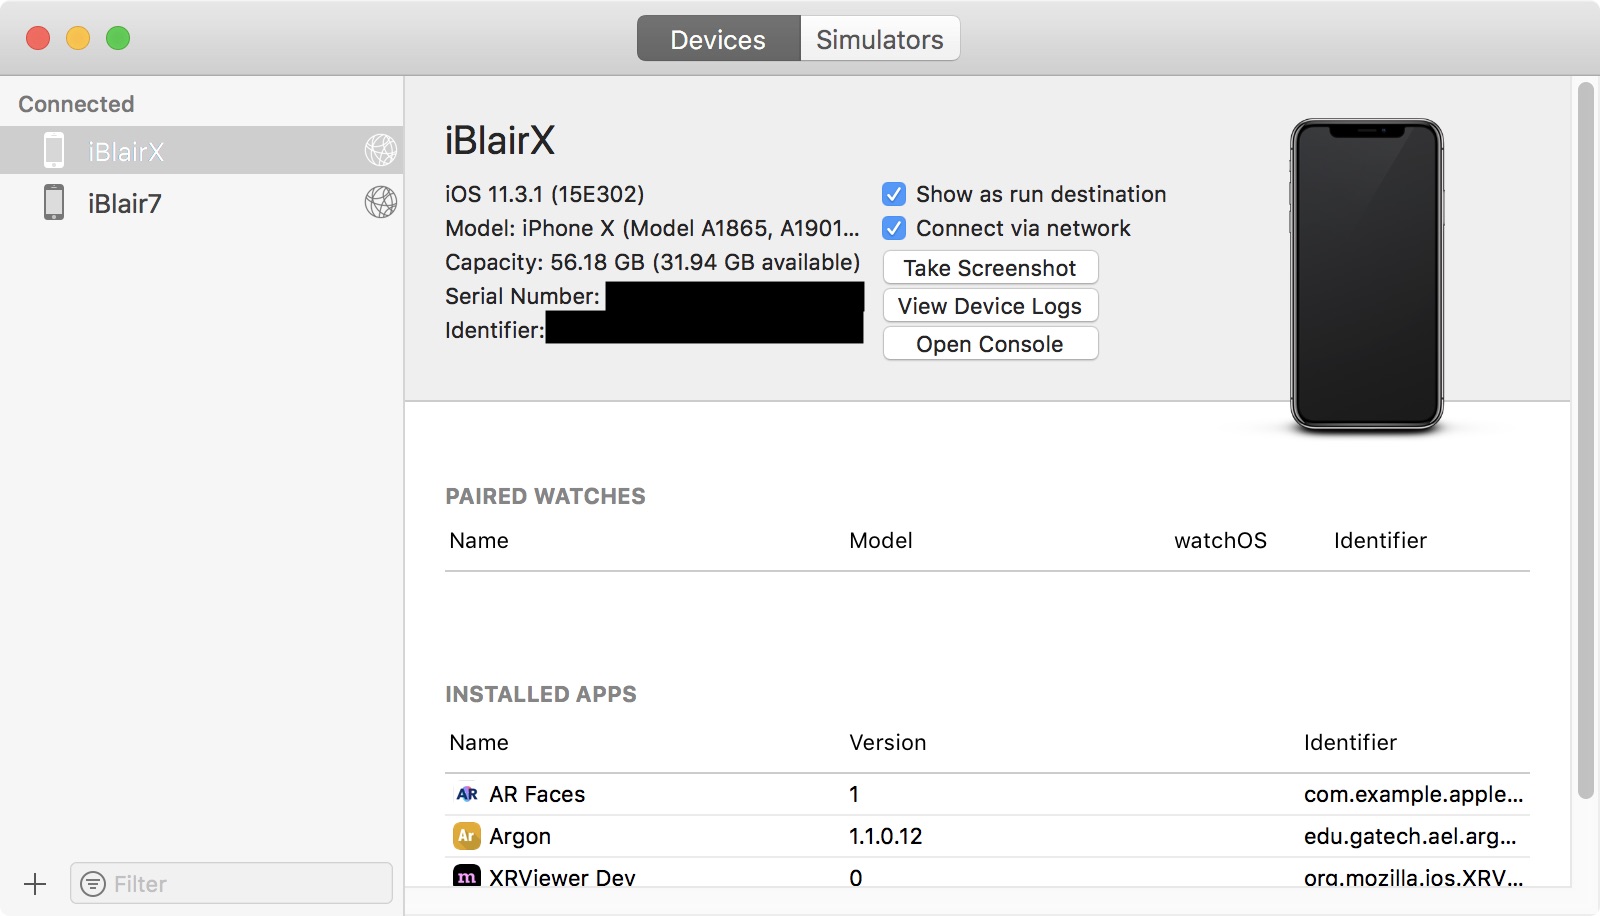 Devices
Simulators
Connected
iBlairX
iBlair7
Filter
iBlairX
iOS 11.3.1 (15E302)
Model: iPhone X (Model A1865, A1901...
Capacity: 56.18 GB (31.94 GB available)
Serial Number:
Identifier:
Show as run destination
Connect via network
Take Screenshot
View Device Logs
Open Console
PAIRED WATCHES
Name Model watchOS Identifier
INSTALLED APPS
Name Version Identifier
AR AR Faces 1 com.example.apple...
Ar Argon 1.1.0.12 edu.gatech.ael.arg...
m XRViewer Dev 0 org.mozilla.ios.XRV...